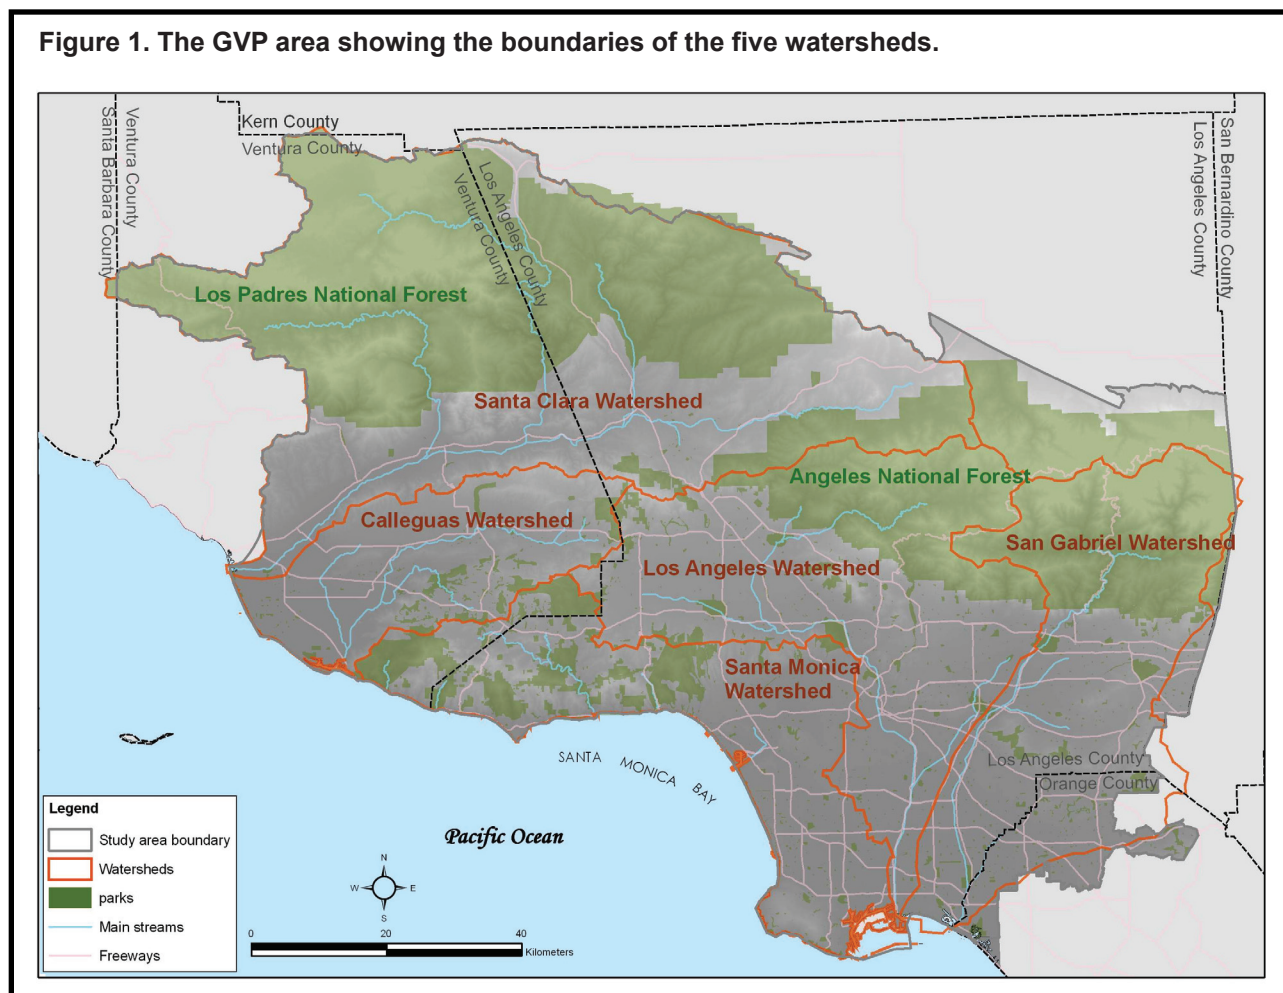 Figure 1. The GVP area showing the boundaries of the five watersheds.
Kern County
Ventura County
Ventura County
Santa Barbara County
Los Angeles County
Ventura County
San Bernardino County
Los Angeles County
Los Padres National Forest
Santa Clara Watershed
Angeles National Forest
Calleguas Watershed
San Gabriel Watershed
Los Angeles Watershed
Santa Monica
Watershed
Los Angeles County
Orange County
SANTA MONICA BAY
Pacific Ocean
Legend
Study area boundary
Watersheds
parks
Main streams
Freeways
N
W E
S
0 20 40
Kilometers